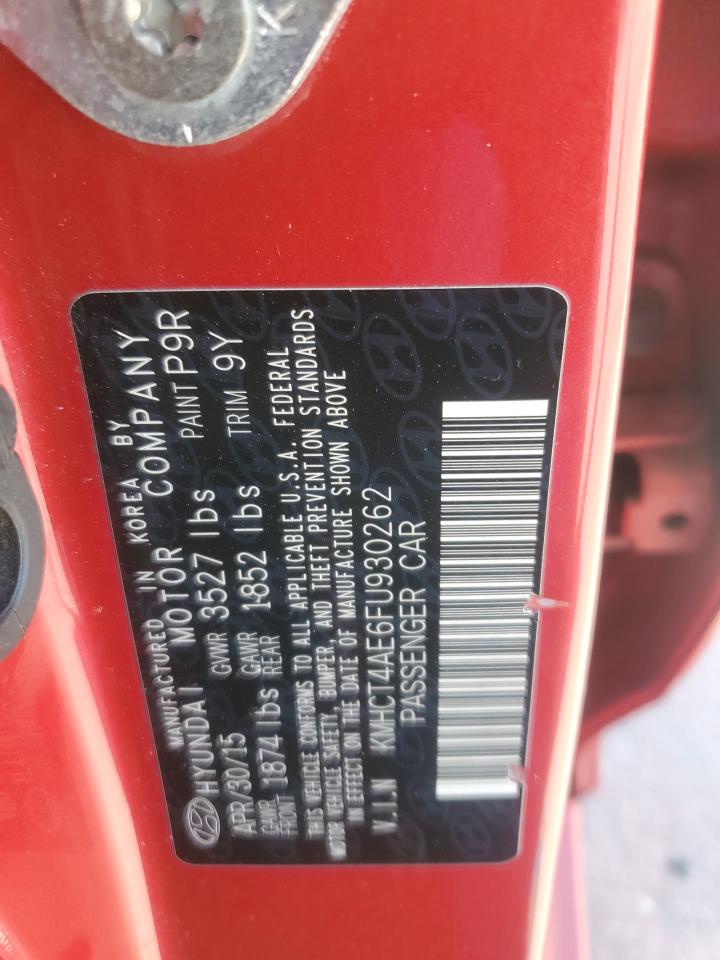 K
MANUFACTURED IN KOREA BY
HYUNDAI MOTOR COMPANY
APR/30/15 GVWR 3527 lbs PAINT P9R
GAWR FRONT 1874 lbs GAWR REAR 1852 lbs TRIM 9Y
THIS VEHICLE CONFORMS TO ALL APPLICABLE U.S.A. FEDERAL
MOTOR VEHICLE SAFETY, BUMPER, AND THEFT PREVENTION STANDARDS
IN EFFECT ON THE DATE OF MANUFACTURE SHOWN ABOVE
V.I.N KMHCT4AE6FU930262
PASSENGER CAR